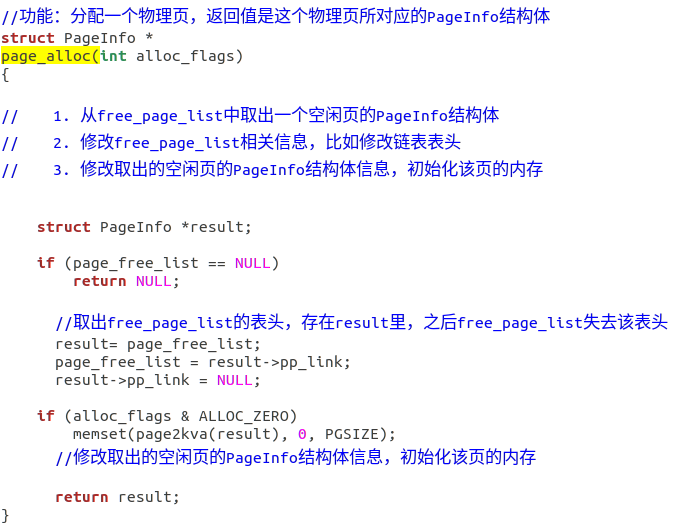 //功能：分配一个物理页，返回值是这个物理页所对应的PageInfo结构体
struct PageInfo *
page_alloc(int alloc_flags)
{
//    1. 从free_page_list中取出一个空闲页的PageInfo结构体
//    2. 修改free_page_list相关信息，比如修改链表表头
//    3. 修改取出的空闲页的PageInfo结构体信息，初始化该页的内存
    struct PageInfo *result;
    if (page_free_list == NULL)
        return NULL;
      //取出free_page_list的表头，存在result里，之后free_page_list失去该表头
      result= page_free_list;
      page_free_list = result->pp_link;
      result->pp_link = NULL;
    if (alloc_flags & ALLOC_ZERO)
        memset(page2kva(result), 0, PGSIZE);
      //修改取出的空闲页的PageInfo结构体信息，初始化该页的内存
      return result;
}